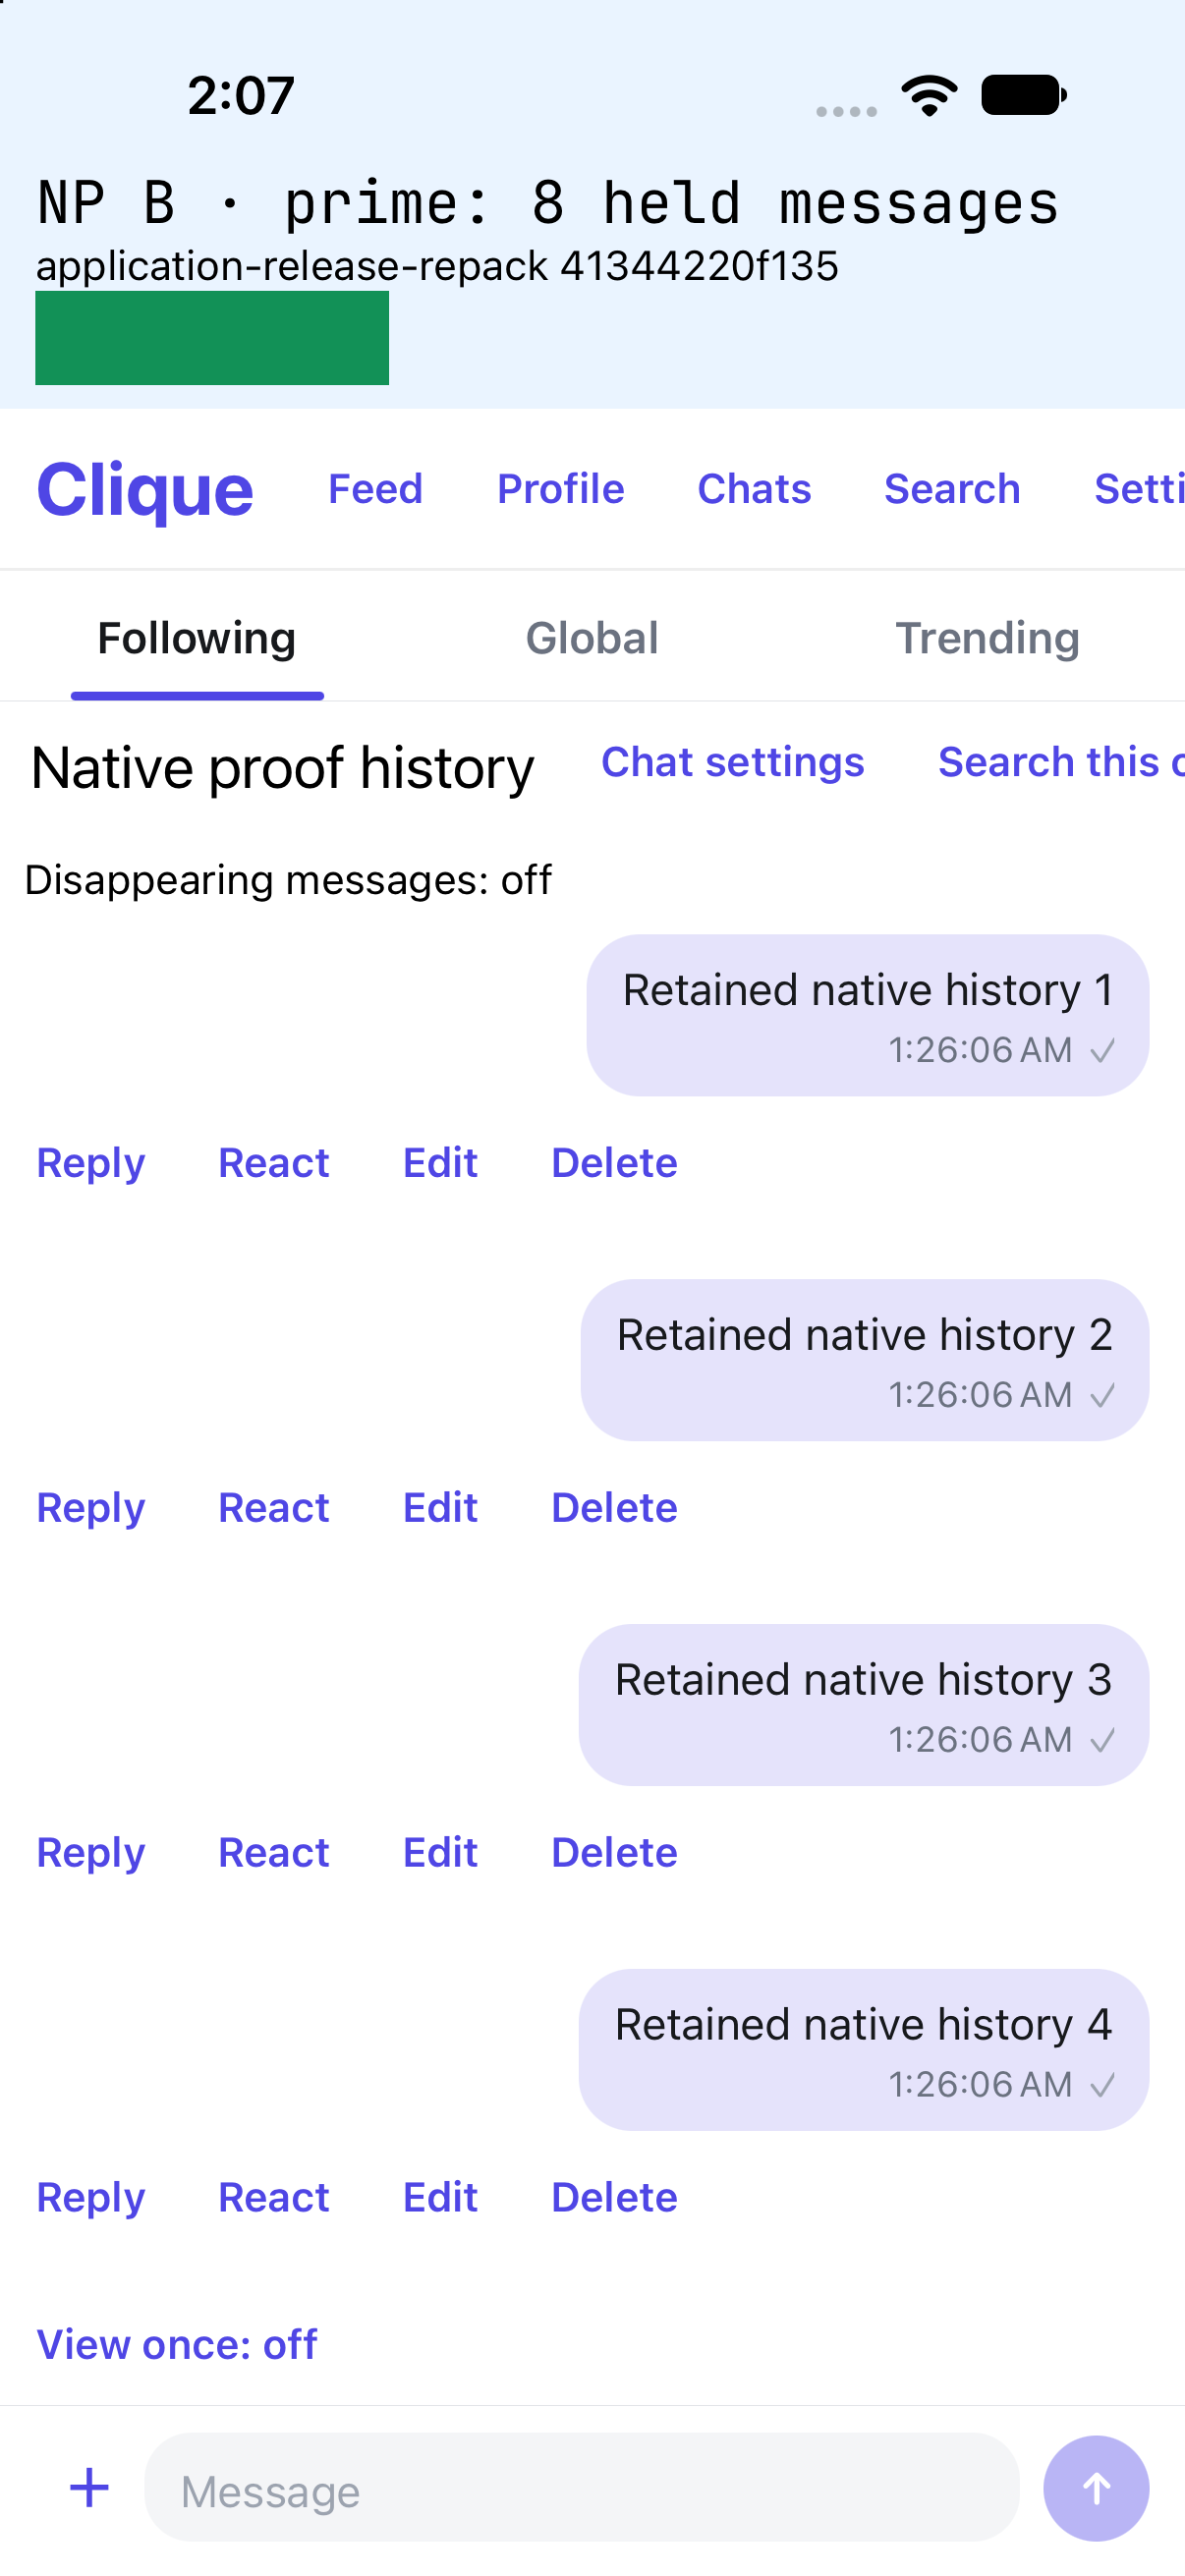 2:07
NP B · prime: 8 held messages
application-release-repack 41344220f135
Clique Feed Profile Chats Search Setti
Following Global Trending
Native proof history Chat settings Search this c
Disappearing messages: off
Retained native history 1
1:26:06 AM ✓
Reply React Edit Delete
Retained native history 2
1:26:06 AM ✓
Reply React Edit Delete
Retained native history 3
1:26:06 AM ✓
Reply React Edit Delete
Retained native history 4
1:26:06 AM ✓
Reply React Edit Delete
View once: off
+ Message